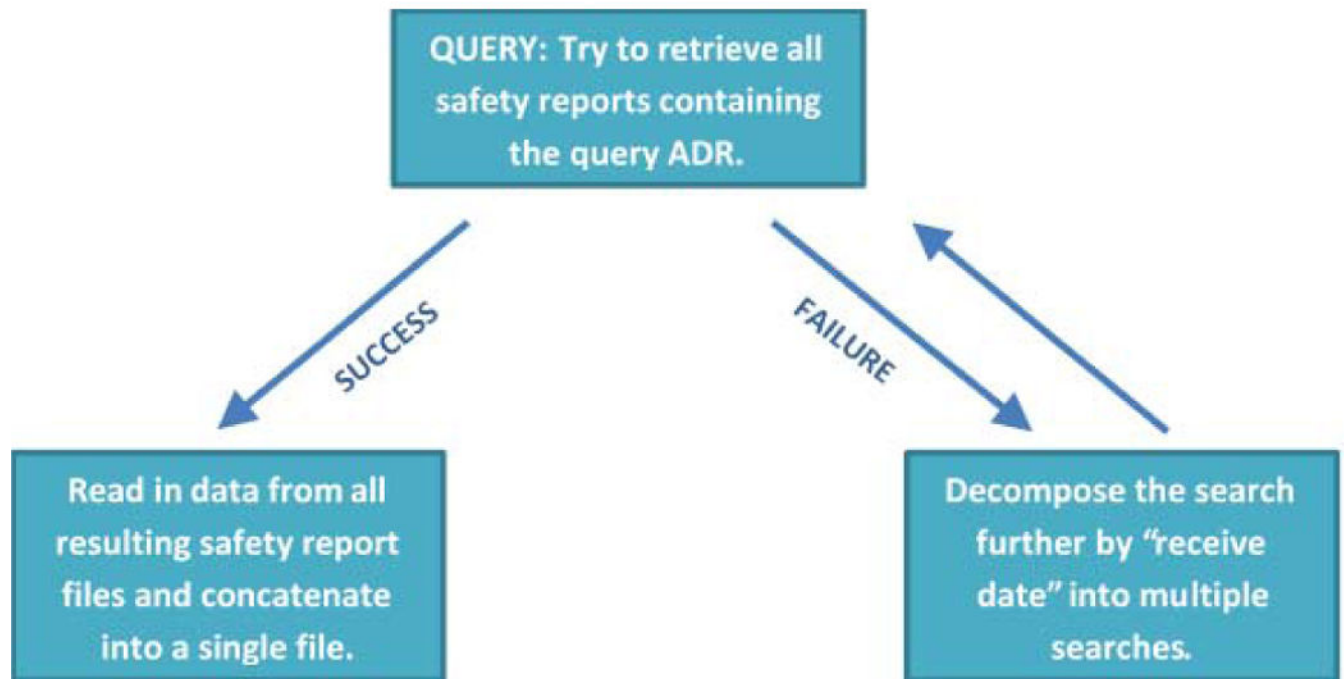 QUERY: Try to retrieve all
safety reports containing
the query ADR.
SUCCESS
FAILURE
Read in data from all
resulting safety report
files and concatenate
into a single file.
Decompose the search
further by “receive
date” into multiple
searches.